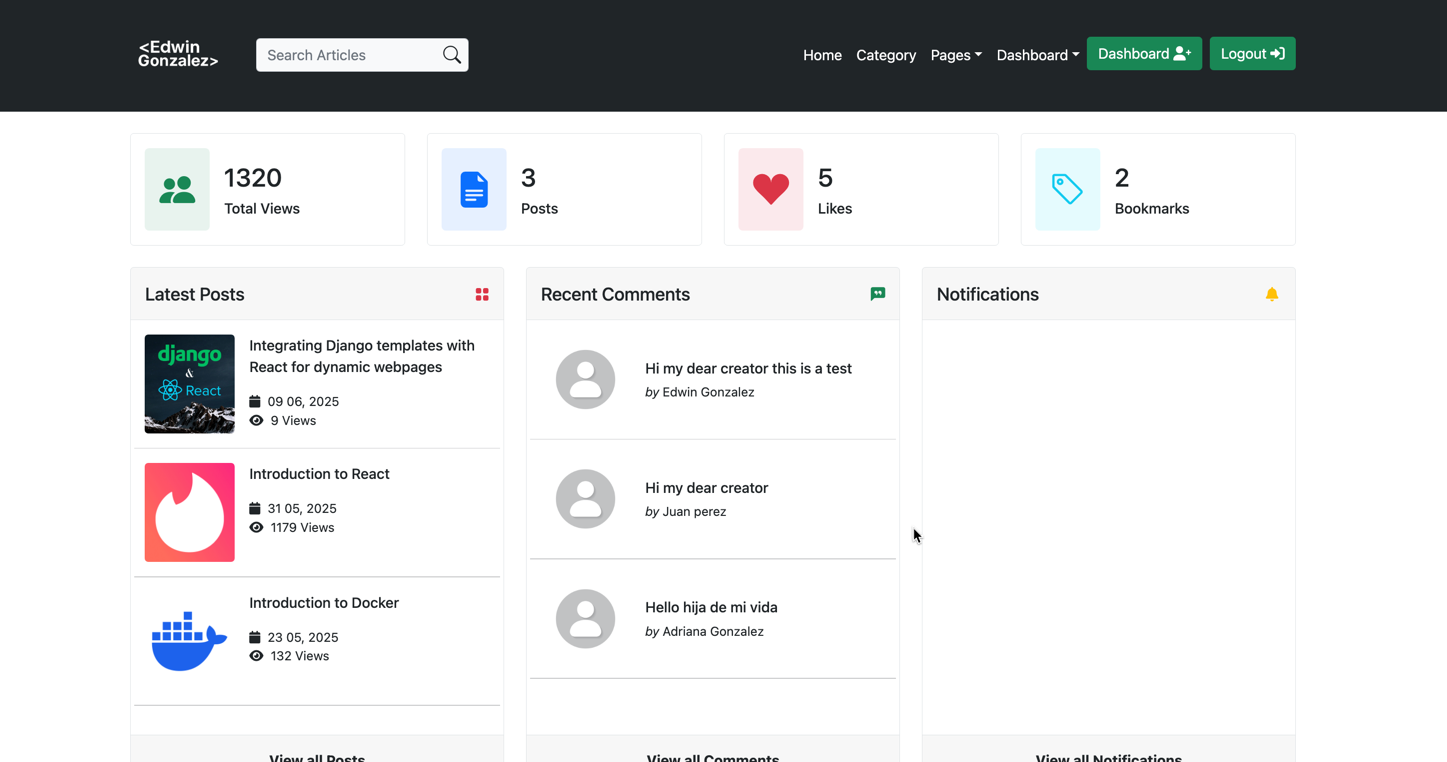 <Edwin
Gonzalez>
Search Articles
Home Category Pages Dashboard Dashboard Logout
1320
Total Views
3
Posts
5
Likes
2
Bookmarks
Latest Posts
django
&
React
Integrating Django templates with
React for dynamic webpages
09 06, 2025
9 Views
Introduction to React
31 05, 2025
1179 Views
Introduction to Docker
23 05, 2025
132 Views
View all Posts
Recent Comments
Hi my dear creator this is a test
by Edwin Gonzalez
Hi my dear creator
by Juan perez
Hello hija de mi vida
by Adriana Gonzalez
View all Comments
Notifications
View all Notifications